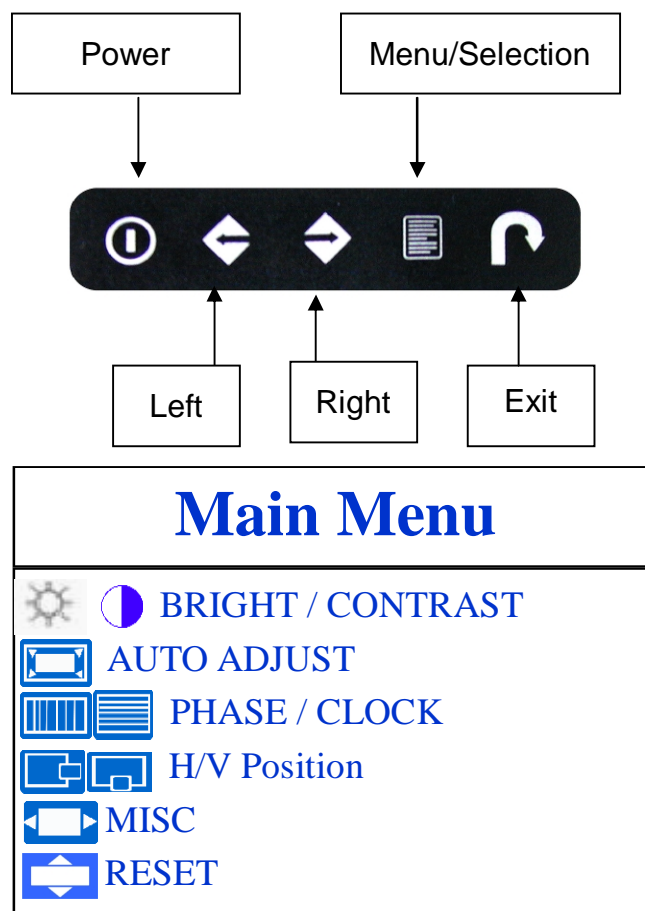 Power Menu/Selection
Left Right Exit
Main Menu
BRIGHT / CONTRAST
AUTO ADJUST
PHASE / CLOCK
H/V Position
MISC
RESET